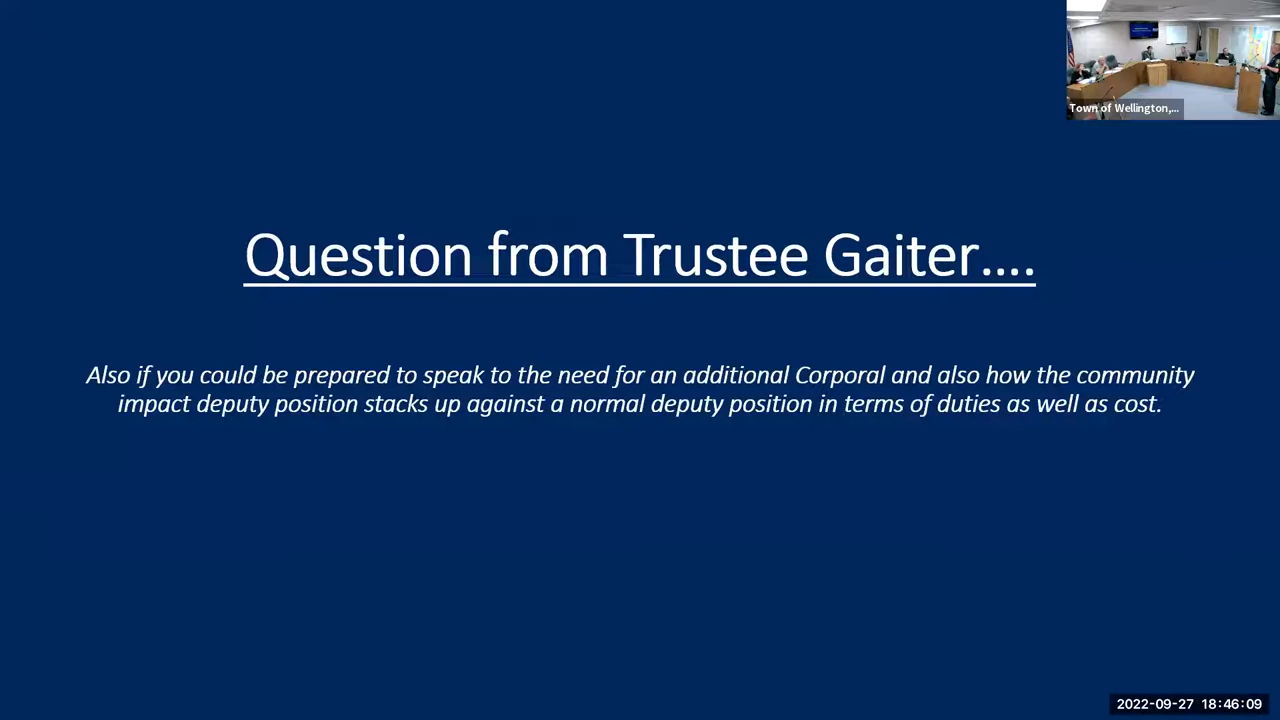 Town of Wellington,...
Question from Trustee Gaiter....
Also if you could be prepared to speak to the need for an additional Corporal and also how the community
impact deputy position stacks up against a normal deputy position in terms of duties as well as cost.
2022-09-27 18:46:09